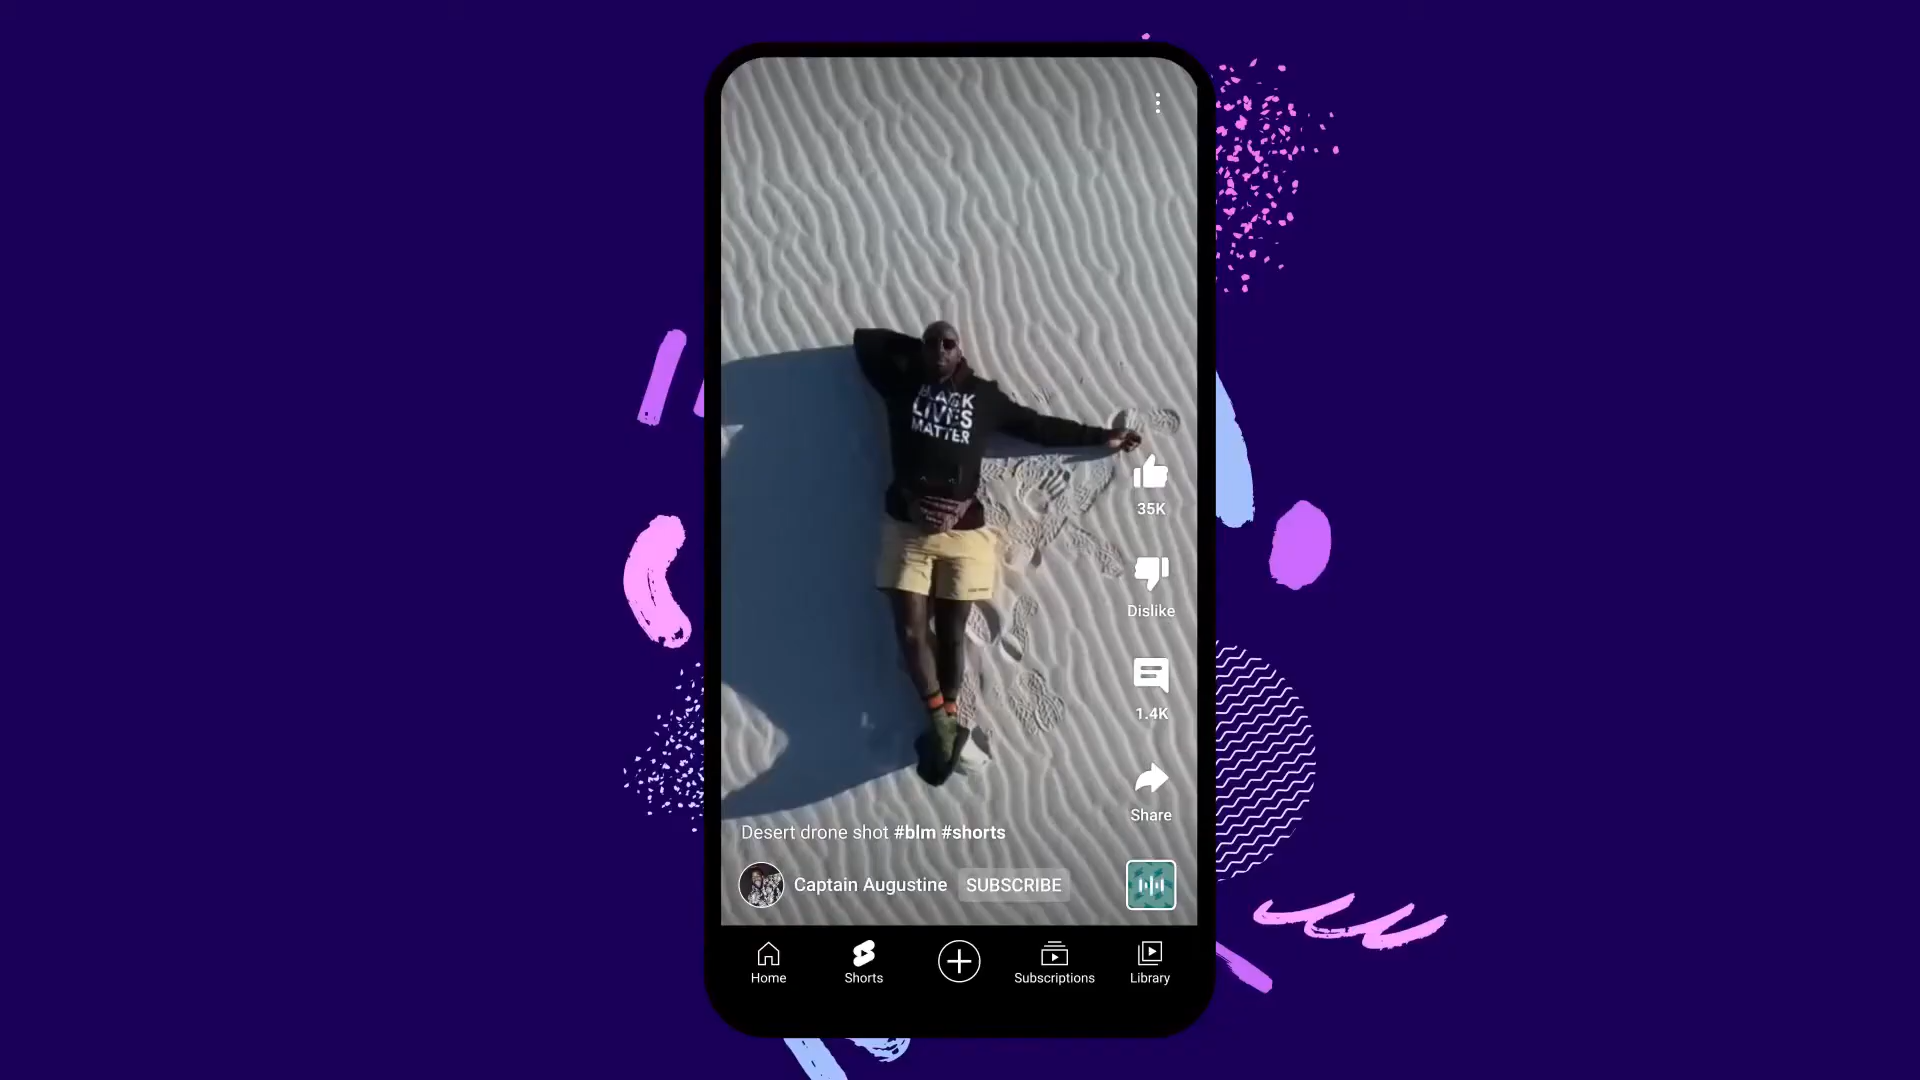 BLACK
LIVES
MATTER
35K
Dislike
1.4K
Share
Desert drone shot #blm #shorts
Captain Augustine SUBSCRIBE
Home Shorts Subscriptions Library